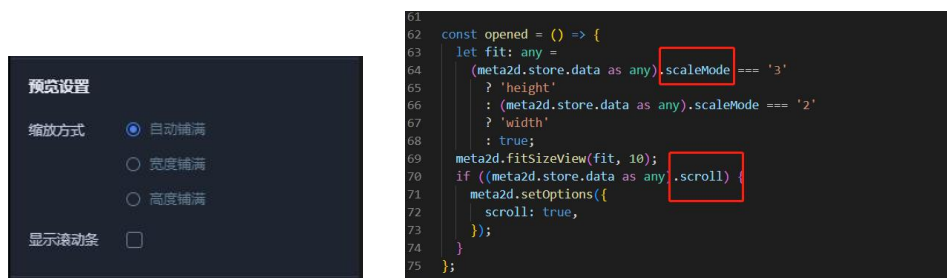 预览设置
缩放方式 自动铺满
宽度铺满
高度铺满
显示滚动条
61
62 const opened = () => {
63 let fit: any =
64 (meta2d.store.data as any).scaleMode === '3'
65 ? 'height'
66 : (meta2d.store.data as any).scaleMode === '2'
67 ? 'width'
68 : true;
69 meta2d.fitSizeView(fit, 10);
70 if ((meta2d.store.data as any).scroll) {
71 meta2d.setOptions({
72 scroll: true,
73 });
74 }
75 };